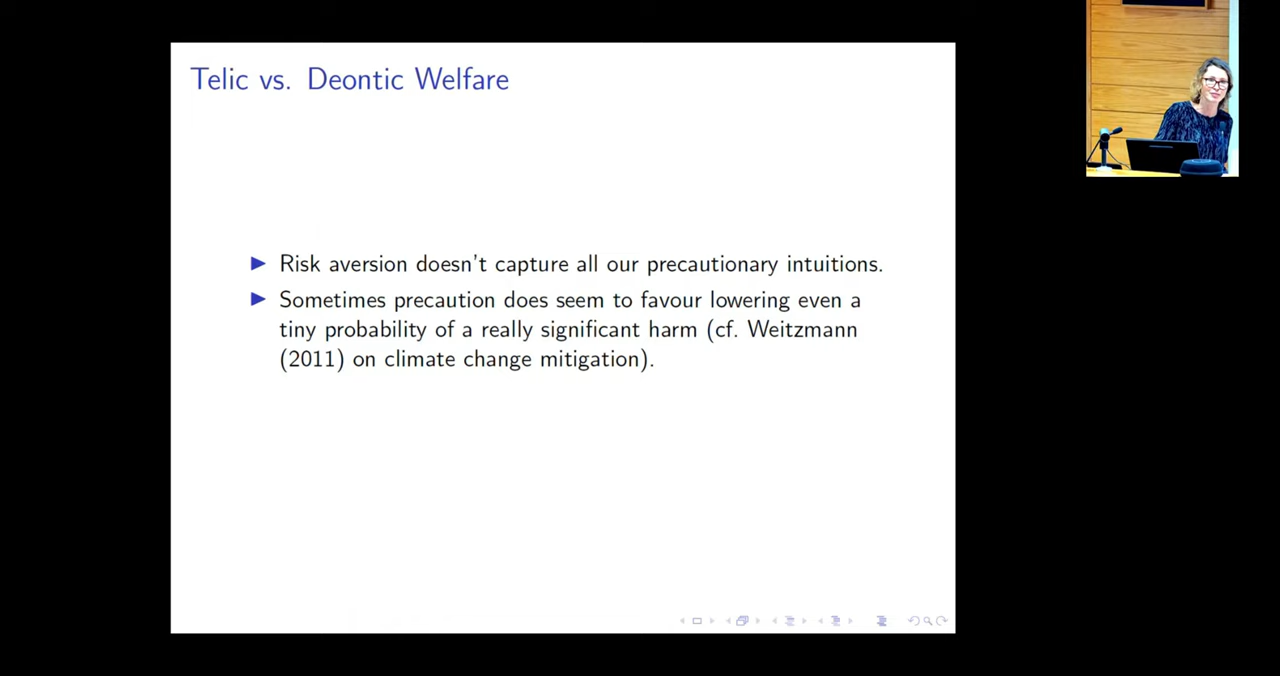 Telic vs. Deontic Welfare
▶ Risk aversion doesn't capture all our precautionary intuitions.
▶ Sometimes precaution does seem to favour lowering even a
tiny probability of a really significant harm (cf. Weitzmann
(2011) on climate change mitigation).